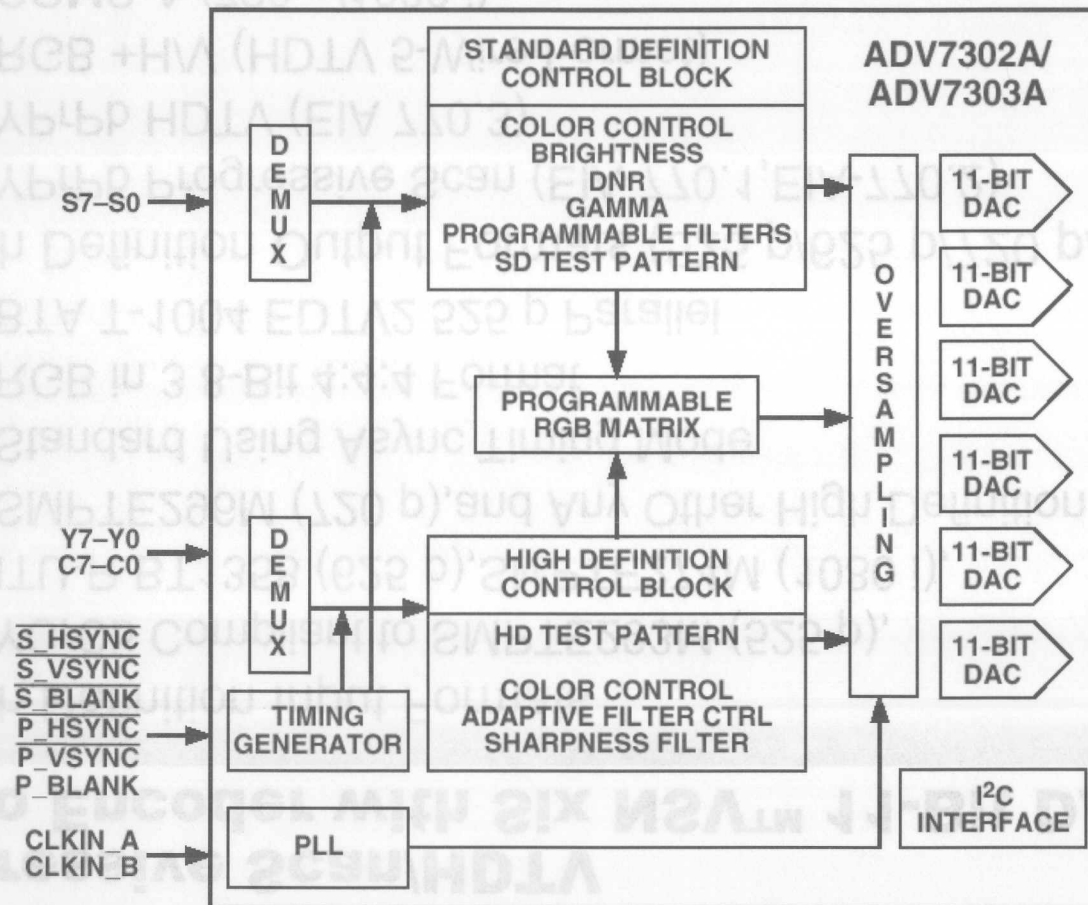 ADV7302A/
ADV7303A
STANDARD DEFINITION
CONTROL BLOCK
COLOR CONTROL
BRIGHTNESS
DNR
GAMMA
PROGRAMMABLE FILTERS
SD TEST PATTERN
DEMUX
S7–S0
PROGRAMMABLE
RGB MATRIX
OVERSAMPLING
11-BIT
DAC
11-BIT
DAC
11-BIT
DAC
11-BIT
DAC
11-BIT
DAC
11-BIT
DAC
Y7–Y0
C7–C0
DEMUX
HIGH DEFINITION
CONTROL BLOCK
HD TEST PATTERN
COLOR CONTROL
ADAPTIVE FILTER CTRL
SHARPNESS FILTER
S_HSYNC
S_VSYNC
S_BLANK
P_HSYNC
P_VSYNC
P_BLANK
TIMING
GENERATOR
CLKIN_A
CLKIN_B
PLL
I²C
INTERFACE